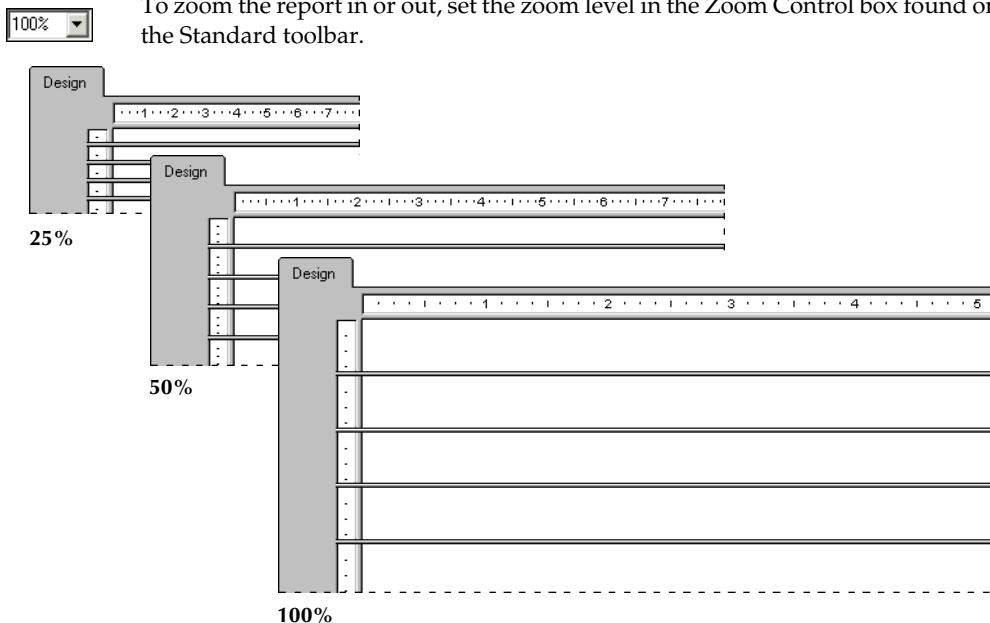 To zoom the report in or out, set the zoom level in the Zoom Control box found on
100%
the Standard toolbar.
Design
1 2 3 4 5 6 7
Design
1 2 3 4 5 6 7
25%
Design
1 2 3 4 5
50%
100%